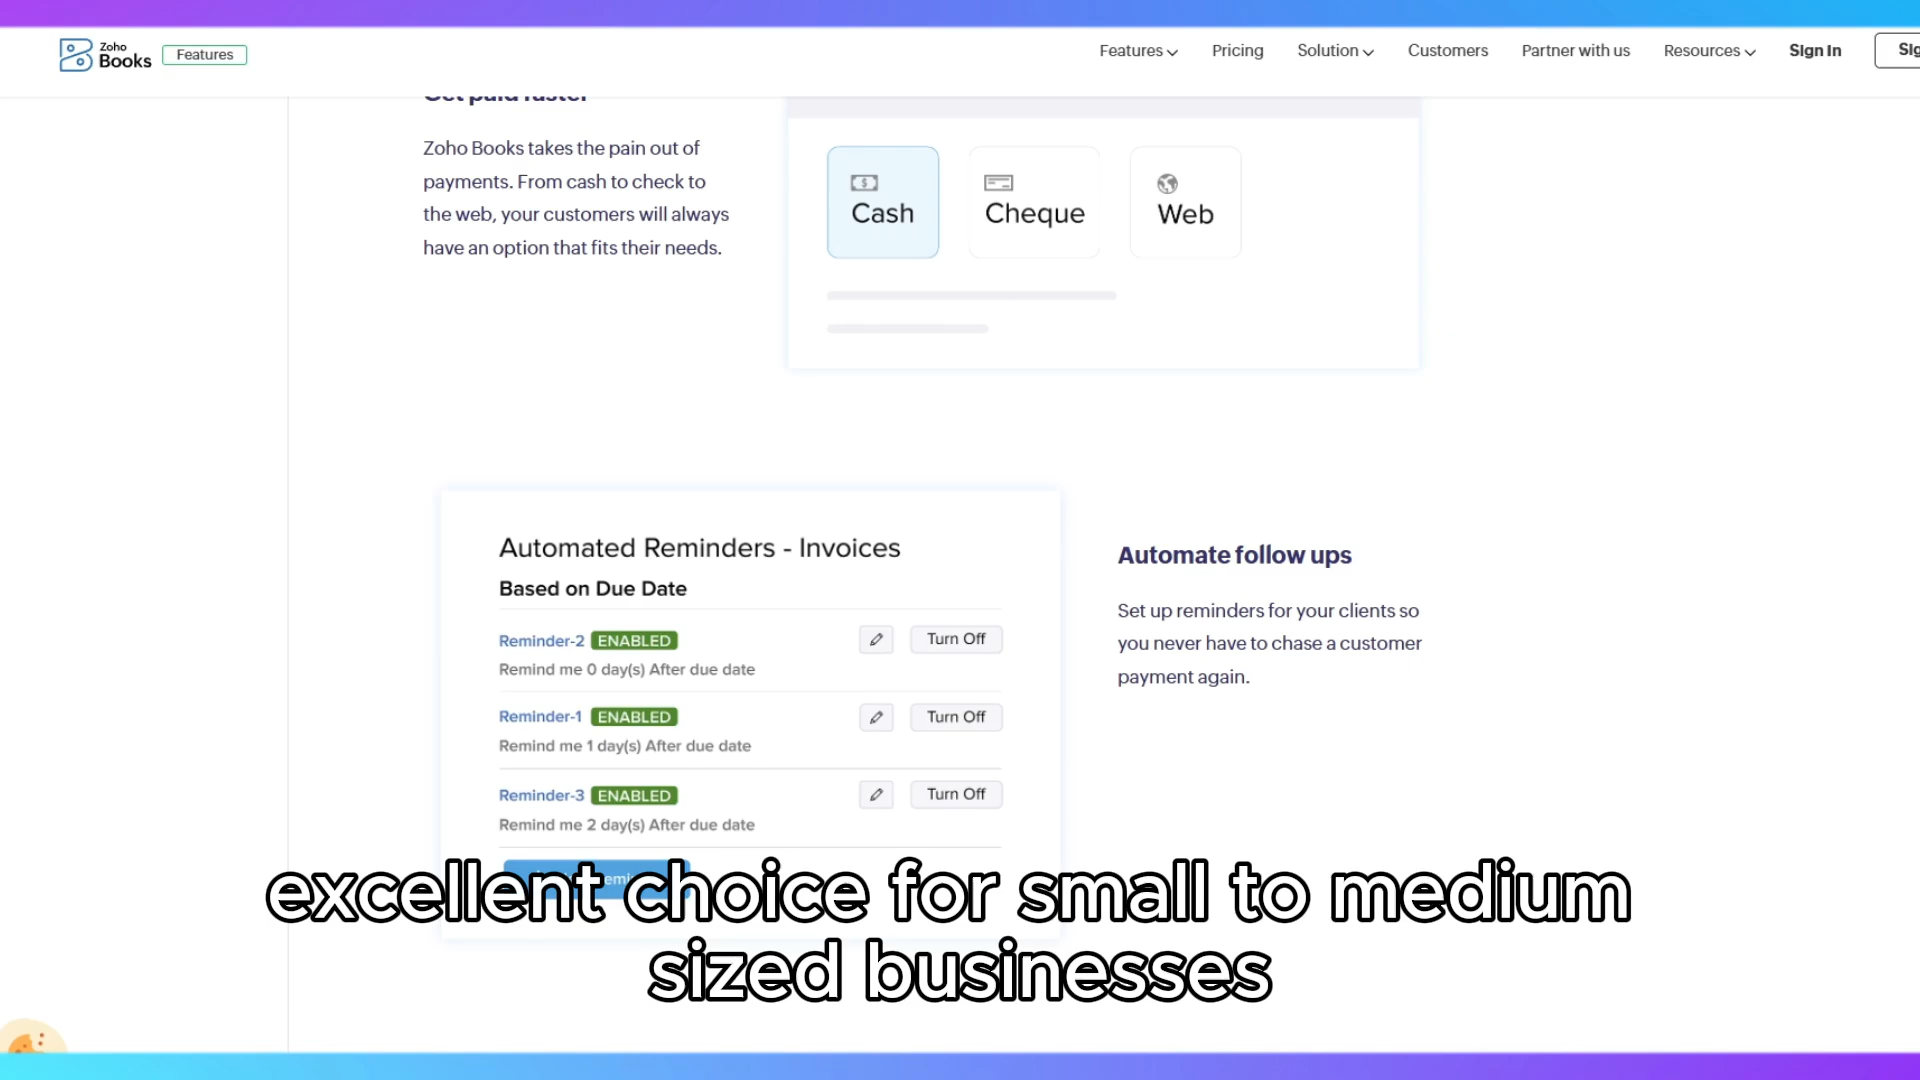 Zoho
Books
Features
Features
Pricing
Solution
Customers
Partner with us
Resources
Sign In
Get paid faster
Zoho Books takes the pain out of
payments. From cash to check to
the web, your customers will always
have an option that fits their needs.
Cash
Cheque
Web
Automated Reminders - Invoices
Based on Due Date
Reminder-2 ENABLED
Turn Off
Remind me 0 day(s) After due date
Reminder-1 ENABLED
Turn Off
Remind me 1 day(s) After due date
Reminder-3 ENABLED
Turn Off
Remind me 2 day(s) After due date
Automate follow ups
Set up reminders for your clients so
you never have to chase a customer
payment again.
excellent choice for small to medium
sized businesses